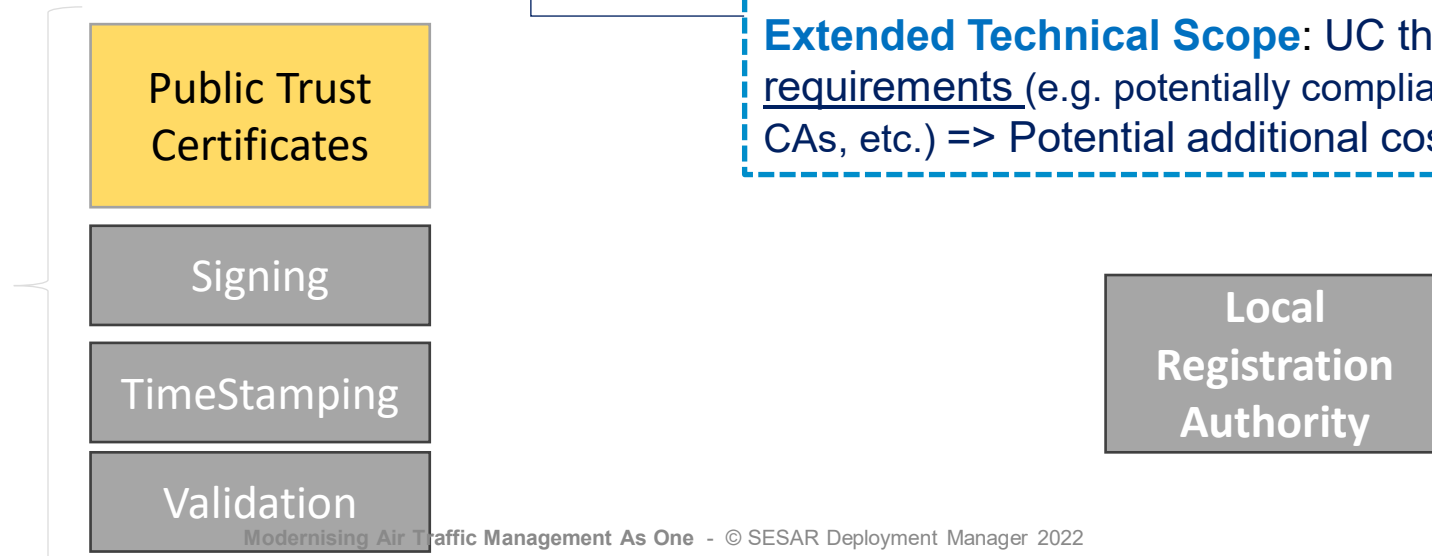 Public Trust
Certificates
Signing
TimeStamping
Validation
Extended Technical Scope: UC th
requirements (e.g. potentially complia
CAs, etc.) => Potential additional cos
Local
Registration
Authority
Modernising Air Traffic Management As One - © SESAR Deployment Manager 2022